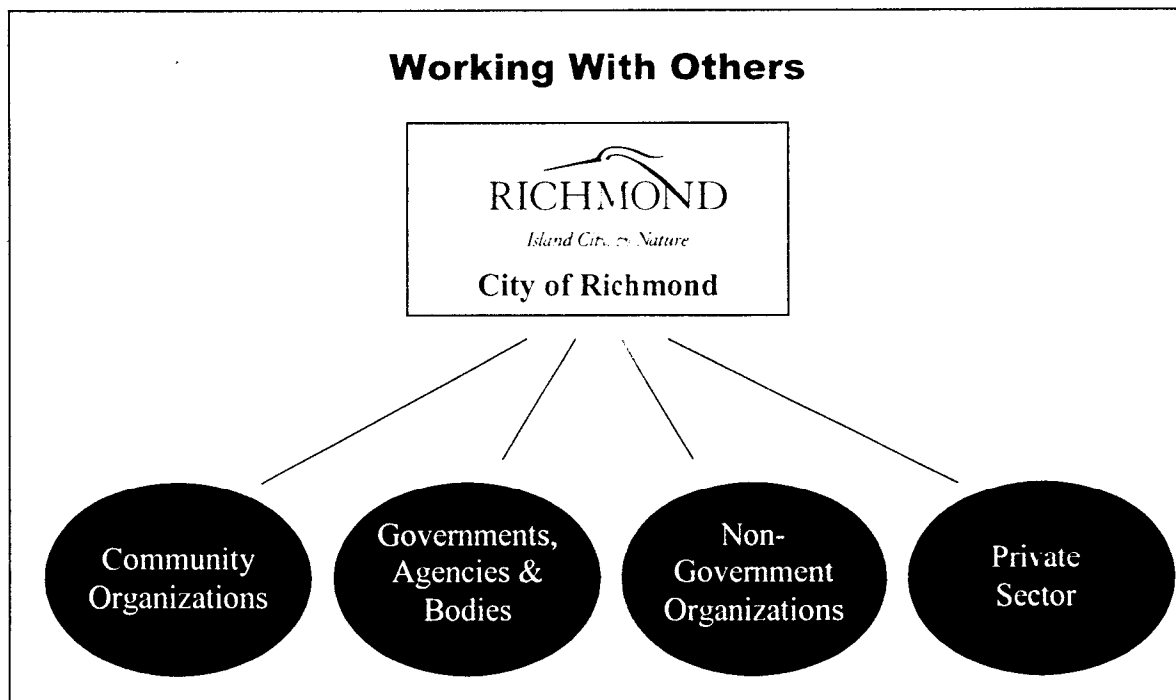 Working With Others
RICHMOND
Island City, Nature
City of Richmond
Community
Organizations
Governments,
Agencies &
Bodies
Non-
Government
Organizations
Private
Sector